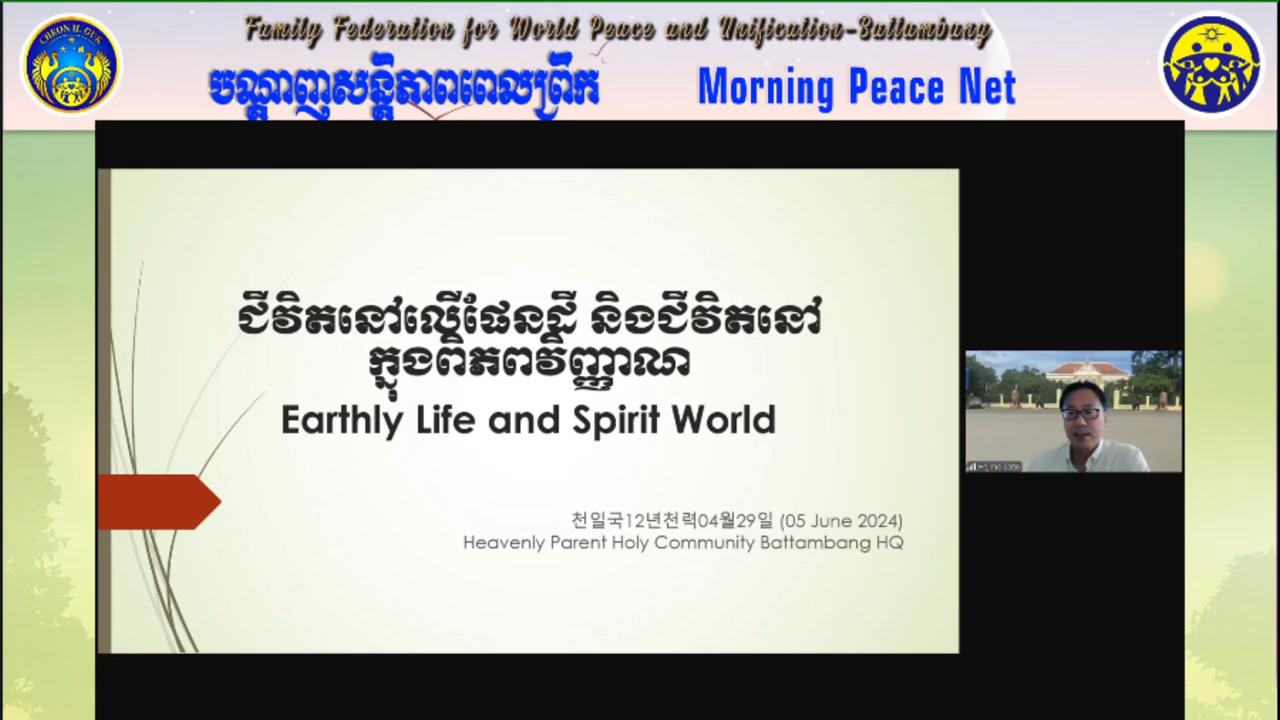 Family Federation for World Peace and Unification-Battambang
CHEON IL GUK
បណ្តាញសន្តិភាពពេលព្រឹក
Morning Peace Net
ជីវិតនៅលើផែនដី និងជីវិតនៅ
ក្នុងពិភពវិញ្ញាណ
Earthly Life and Spirit World
천일국12년천력04월29일 (05 June 2024)
Heavenly Parent Holy Community Battambang HQ